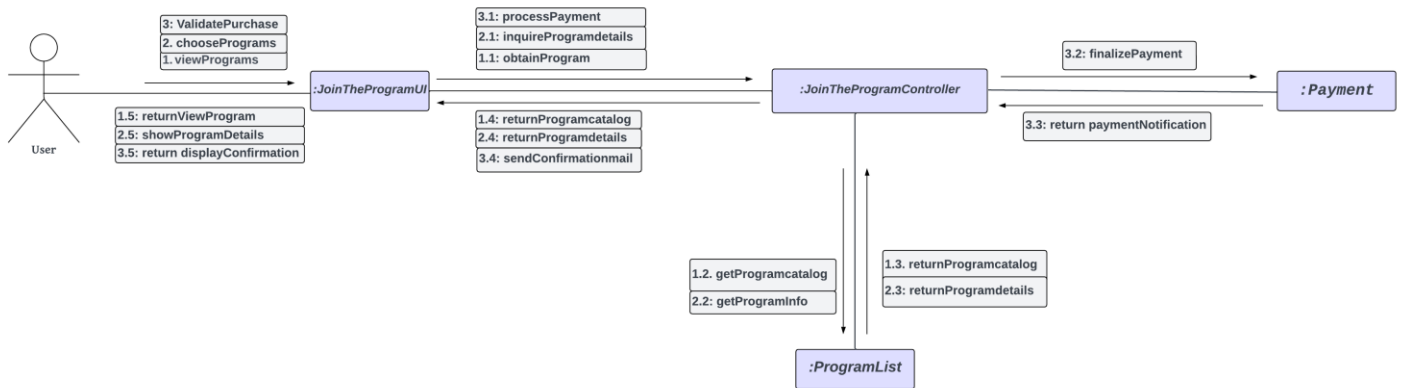 3: ValidatePurchase
2. choosePrograms
1. viewPrograms
3.1: processPayment
2.1: inquireProgramdetails
1.1: obtainProgram
3.2: finalizePayment
:JoinTheProgramUI
:JoinTheProgramController
:Payment
1.5: returnViewProgram
2.5: showProgramDetails
3.5: return displayConfirmation
User
1.4: returnProgramcatalog
2.4: returnProgramdetails
3.4: sendConfirmationmail
3.3: return paymentNotification
1.2. getProgramcatalog
2.2: getProgramInfo
1.3. returnProgramcatalog
2.3: returnProgramdetails
:ProgramList